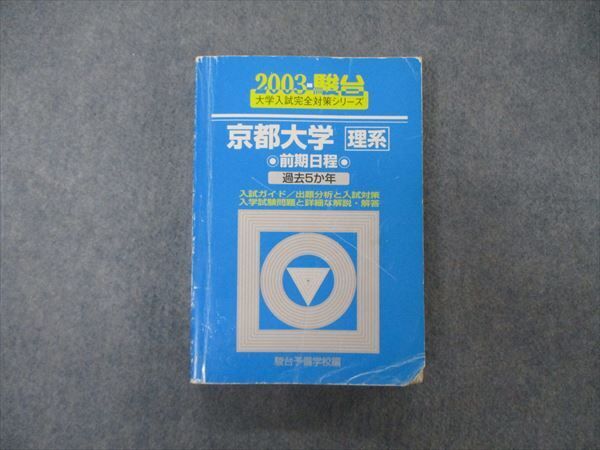 2003-駿台
大学入試完全対策シリーズ
京都大学 理系
●前期日程●
過去5か年
入試ガイド/出題分析と入試対策
入学試験問題と詳細な解説・解答
駿台予備学校編